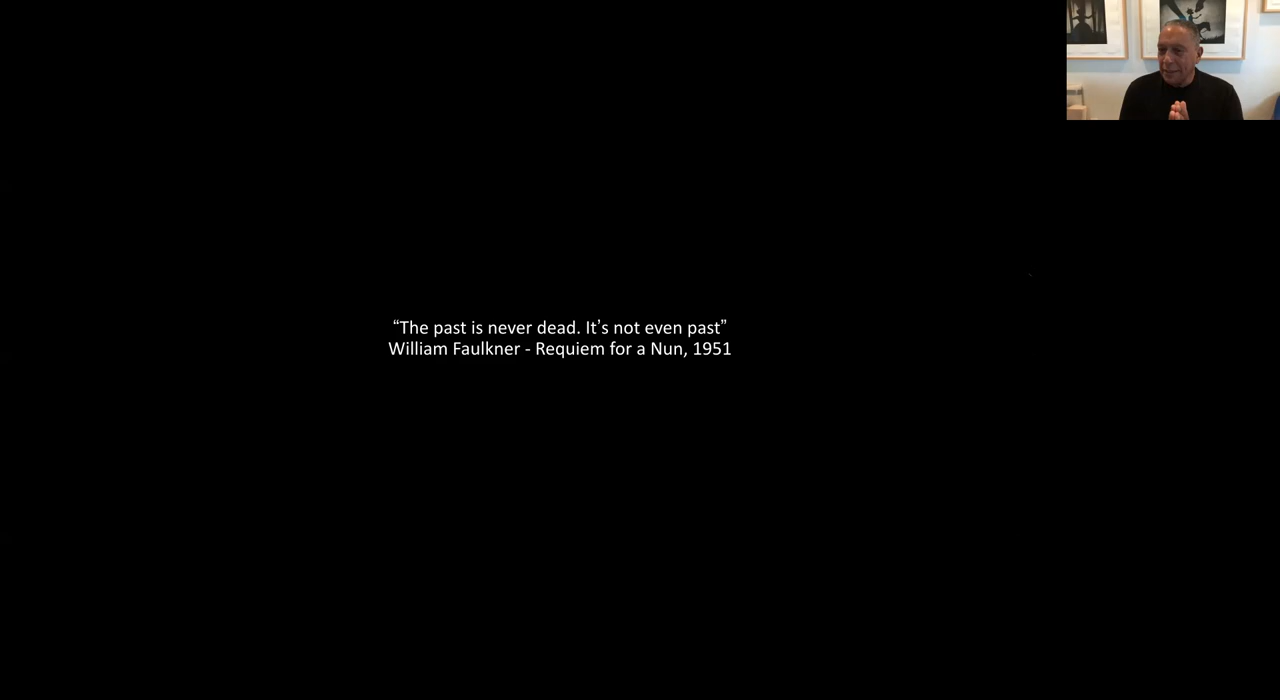 “The past is never dead. It’s not even past”
William Faulkner - Requiem for a Nun, 1951